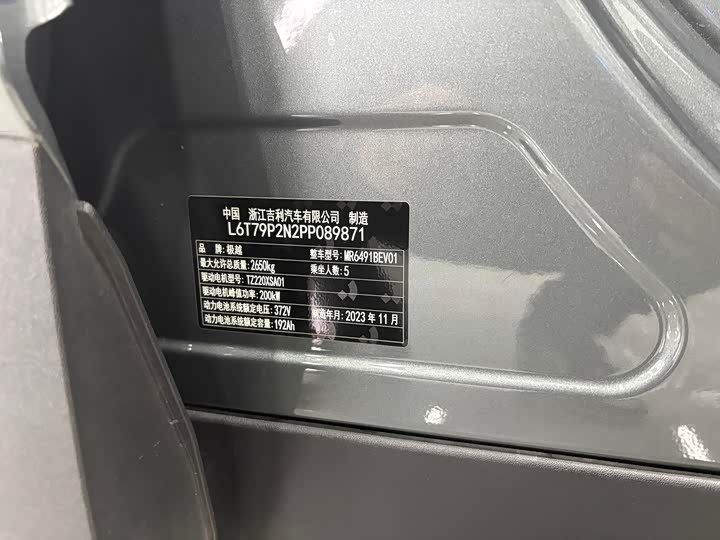 中国 浙江吉利汽车有限公司 制造
L6T79P2N2PP089871
品 牌:极越 整车型号:MR6491BEV01
最大允许总质量:2650kg 乘坐人数:5
驱动电机型号:TZ220XSA01
驱动电机峰值功率:200kW
动力电池系统额定电压:372V 制造年月:2023 年 11 月
动力电池系统额定容量:192Ah